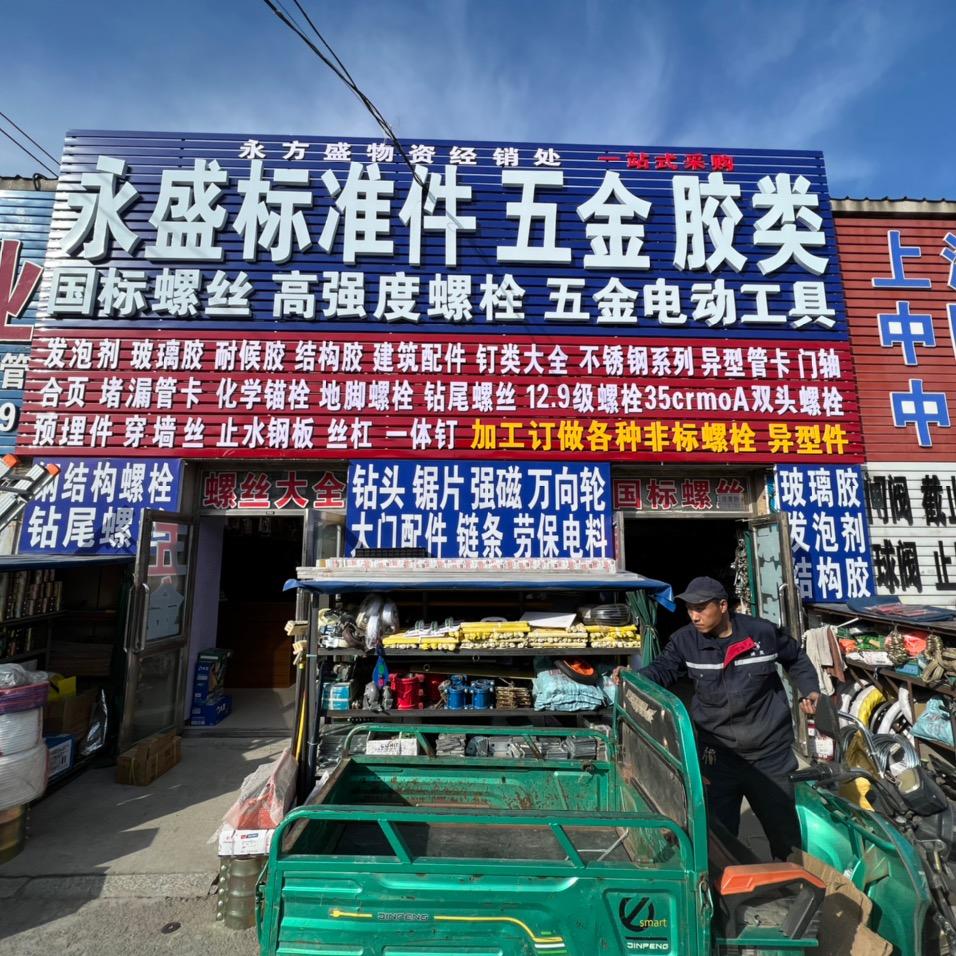 永方盛物资经销处 一站式采购
永盛标准件 五金 胶类
国标螺丝 高强度螺栓 五金电动工具
发泡剂 玻璃胶 耐候胶 结构胶 建筑配件 钉类大全 不锈钢系列 异型管卡 门轴
合页 堵漏管卡 化学锚栓 地脚螺栓 钻尾螺丝 12.9级螺栓35crmoA双头螺栓
预埋件 穿墙丝 止水钢板 丝杠 一体钉 加工订做各种非标螺栓 异型件
业
管
9
上海
中
中
钢结构螺栓
钻尾螺
螺丝大全
钻头 锯片 强磁 万向轮
大门配件 链条 劳保电料
国标螺丝
玻璃胶
发泡剂
结构胶
闸阀 截止
球阀 止
JINPENG
smart
JINPENG